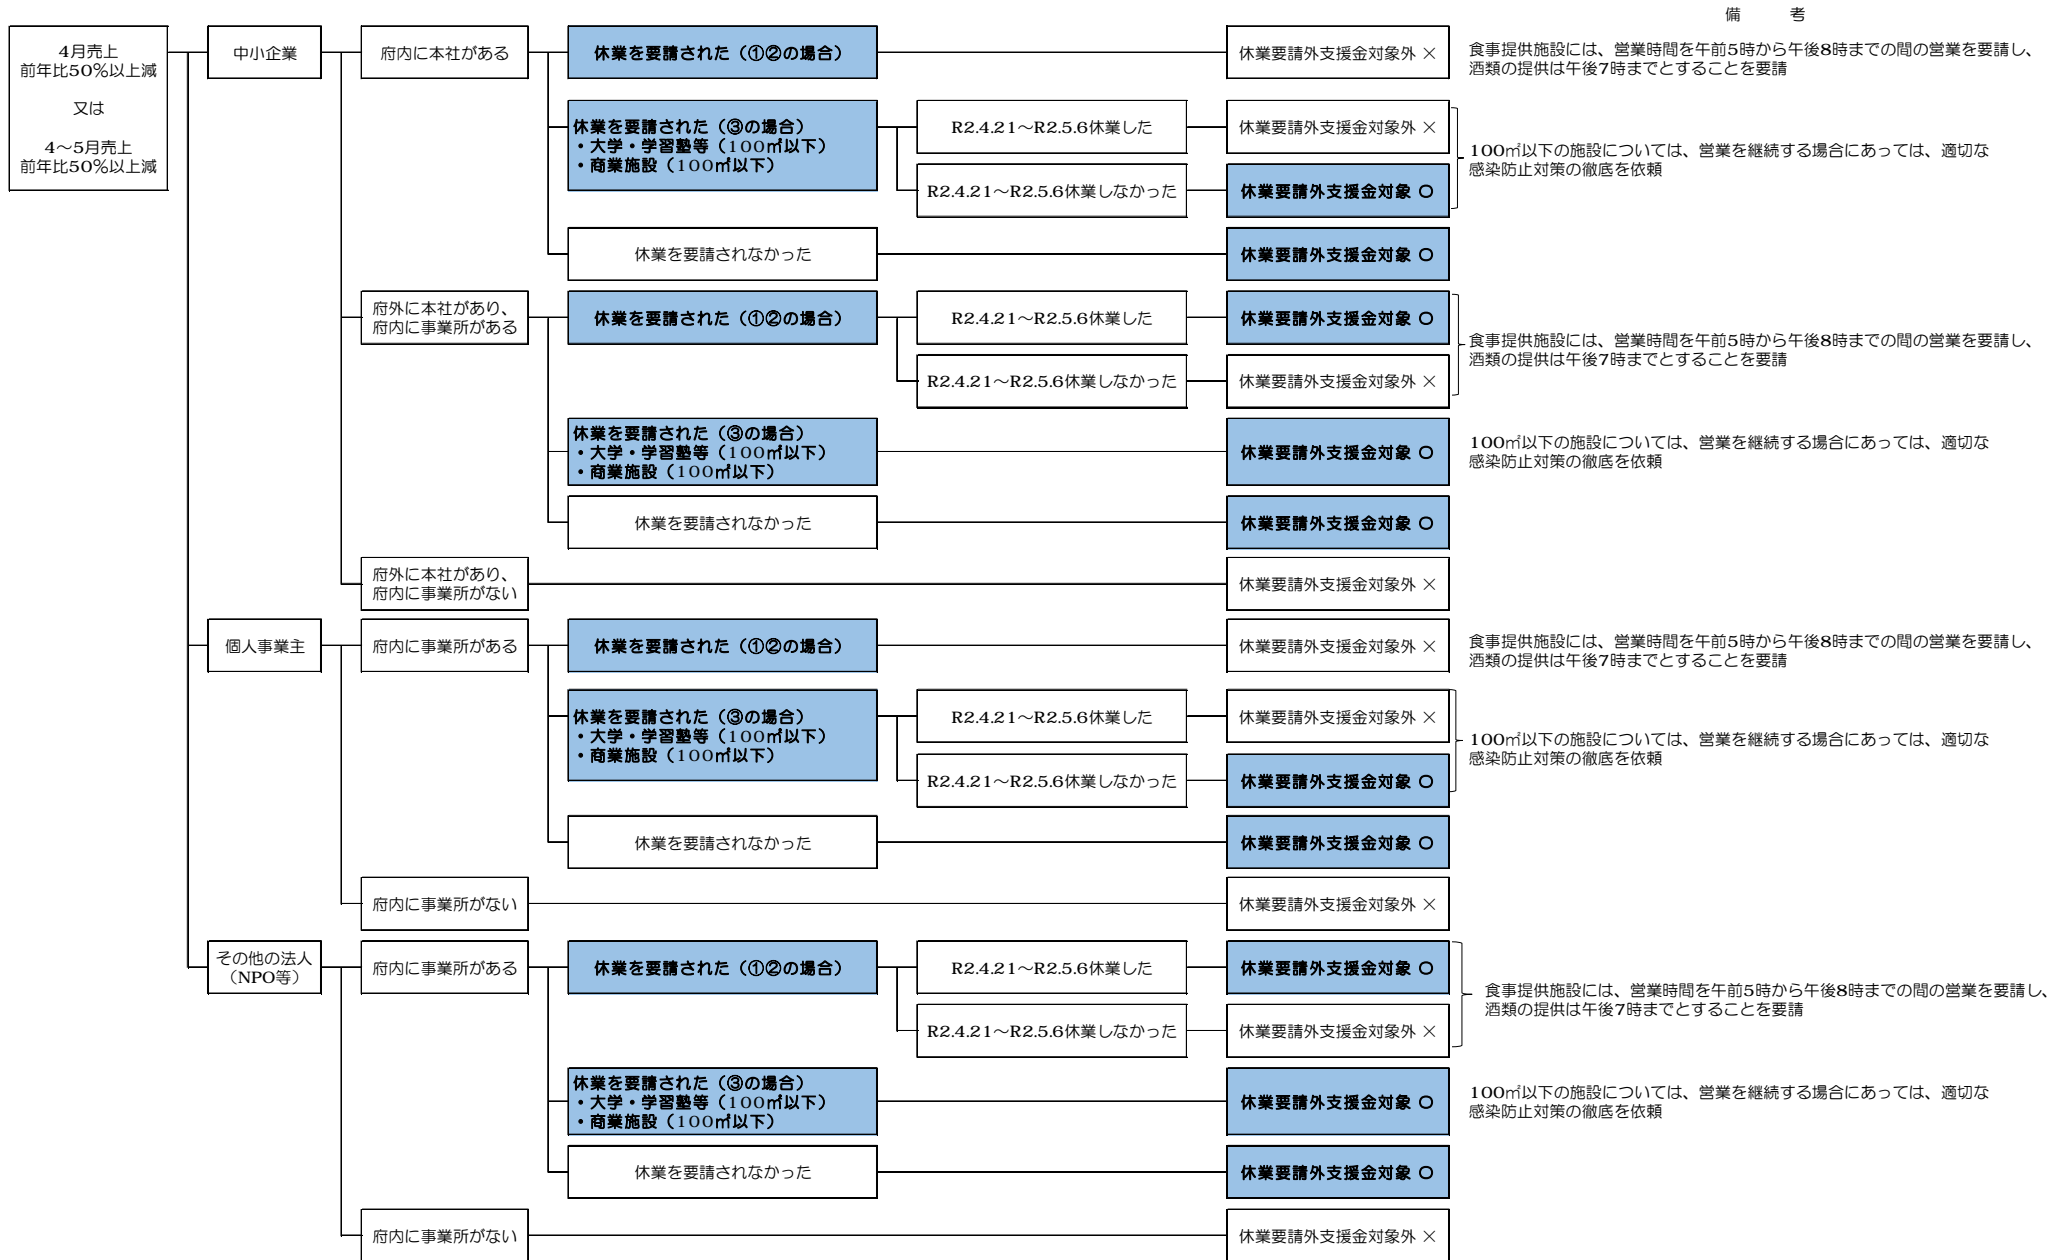 備 考
4月売上
前年比50%以上減
又は
4～5月売上
前年比50%以上減
中小企業
府内に本社がある
休業を要請された（①②の場合）
休業要請外支援金対象外 ×
食事提供施設には、営業時間を午前5時から午後8時までの間の営業を要請し、
酒類の提供は午後7時までとすることを要請
休業を要請された（③の場合）
・大学・学習塾等（100㎡以下）
・商業施設（100㎡以下）
R2.4.21～R2.5.6休業した
休業要請外支援金対象外 ×
100㎡以下の施設については、営業を継続する場合にあっては、適切な
感染防止対策の徹底を依頼
R2.4.21～R2.5.6休業しなかった
休業要請外支援金対象 〇
休業を要請されなかった
休業要請外支援金対象 〇
府外に本社があり、
府内に事業所がある
休業を要請された（①②の場合）
R2.4.21～R2.5.6休業した
休業要請外支援金対象 〇
食事提供施設には、営業時間を午前5時から午後8時までの間の営業を要請し、
酒類の提供は午後7時までとすることを要請
R2.4.21～R2.5.6休業しなかった
休業要請外支援金対象外 ×
休業を要請された（③の場合）
・大学・学習塾等（100㎡以下）
・商業施設（100㎡以下）
休業要請外支援金対象 〇
100㎡以下の施設については、営業を継続する場合にあっては、適切な
感染防止対策の徹底を依頼
休業を要請されなかった
休業要請外支援金対象 〇
府外に本社があり、
府内に事業所がない
休業要請外支援金対象外 ×
個人事業主
府内に事業所がある
休業を要請された（①②の場合）
休業要請外支援金対象外 ×
食事提供施設には、営業時間を午前5時から午後8時までの間の営業を要請し、
酒類の提供は午後7時までとすることを要請
休業を要請された（③の場合）
・大学・学習塾等（100㎡以下）
・商業施設（100㎡以下）
R2.4.21～R2.5.6休業した
休業要請外支援金対象外 ×
100㎡以下の施設については、営業を継続する場合にあっては、適切な
感染防止対策の徹底を依頼
R2.4.21～R2.5.6休業しなかった
休業要請外支援金対象 〇
休業を要請されなかった
休業要請外支援金対象 〇
府内に事業所がない
休業要請外支援金対象外 ×
その他の法人
（NPO等）
府内に事業所がある
休業を要請された（①②の場合）
R2.4.21～R2.5.6休業した
休業要請外支援金対象 〇
食事提供施設には、営業時間を午前5時から午後8時までの間の営業を要請し、
酒類の提供は午後7時までとすることを要請
R2.4.21～R2.5.6休業しなかった
休業要請外支援金対象外 ×
休業を要請された（③の場合）
・大学・学習塾等（100㎡以下）
・商業施設（100㎡以下）
休業要請外支援金対象 〇
100㎡以下の施設については、営業を継続する場合にあっては、適切な
感染防止対策の徹底を依頼
休業を要請されなかった
休業要請外支援金対象 〇
府内に事業所がない
休業要請外支援金対象外 ×